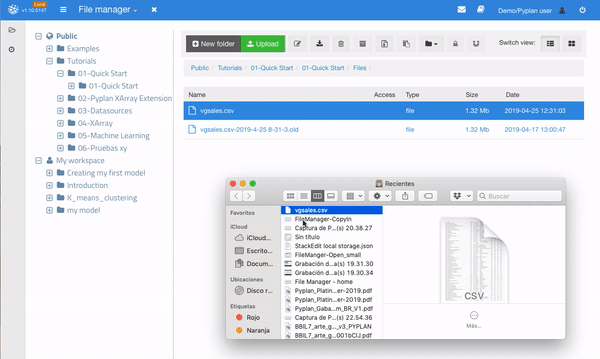 Local
v: 1.10.5147
File manager
Demo/Pyplan user
Public
Examples
Tutorials
01-Quick Start
01-Quick Start
02-Pyplan XArray Extension
03-Datasources
04-XArray
05-Machine Learning
06-Pruebas xy
My workspace
Creating my first model
Introduction
K_means_clustering
my model
New folder
Upload
Switch view:
Public / Tutorials / 01-Quick Start / 01-Quick Start / Files /
Name Access Type Size Date
vgsales.csv file 1.32 Mb 2019-04-25 12:31:03
vgsales.csv-2019-4-25.8-31-3.old file 1.32 Mb 2019-04-17 13:00:47
Recientes
Buscar
Favoritos
iCloud
iCloud...
Escrito...
Docum...
Ubicaciones
Disco r...
Etiquetas
Rojo
Naranja
vgsales.csv
FileManager-CopyIn
Captura de P...(s) 20.38.27
Sin título
StackEdit local storage.json
FileManger-Open_small
Grabación d...a(s) 19.31.30
Grabación d...a(s) 19.30.34
File Manager - home
Pyplan_Platin...er-2019.pdf
Pyplan_Platin...er-2019.pdf
Pyplan_Gaba...m_BR_V1.pdf
Captura de P...(s) 22.54.36
BBIL7_arte_g..._v3_PYPLAN
BBIL7_arte_g...001bClJ.pdf
CSV
Más...